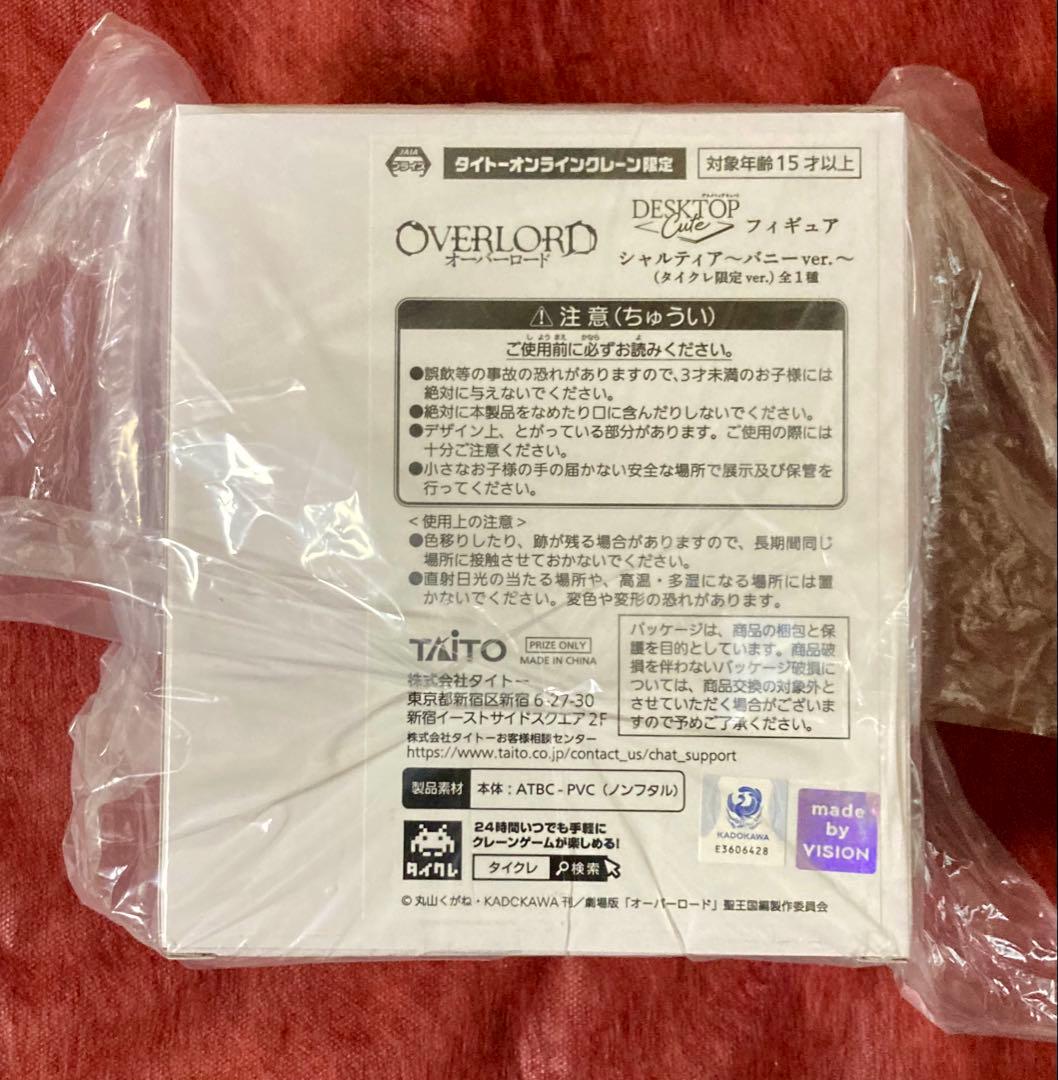 JAIA
プライズ
タイトーオンラインクレーン限定
対象年齢15才以上
OVERLORD
オーバーロード
DESKTOP
Cute
フィギュア
シャルティア～バニーver.～
(タイクレ限定ver.)全1種
⚠注意(ちゅうい)
ご使用前に必ずお読みください。
●誤飲等の事故の恐れがありますので、3才未満のお子様には
絶対に与えないでください。
●絶対に本製品をなめたり口に含んだりしないでください。
●デザイン上、とがっている部分があります。ご使用の際には
十分ご注意ください。
●小さなお子様の手の届かない安全な場所で展示及び保管を
行ってください。
<使用上の注意>
●色移りしたり、跡が残る場合がありますので、長期間同じ
場所に接触させておかないでください。
●直射日光の当たる場所や、高温・多湿になる場所には置
かないでください。変色や変形の恐れがあります。
TAITO
PRIZE ONLY
MADE IN CHINA
株式会社タイトー
東京都新宿区新宿6-27-30
新宿イーストサイドスクエア2F
株式会社タイトーお客様相談センター
https://www.taito.co.jp/contact_us/chat_support
パッケージは、商品の梱包と保
護を目的としています。商品破
損を伴わないパッケージ破損に
ついては、商品交換の対象外と
させていただく場合がございま
すので予めご了承ください。
製品素材
本体:ATBC-PVC(ノンフタル)
タイクレ
24時間いつでも手軽に
クレーンゲームが楽しめる!
タイクレ
検索
KADOKAWA
E3606428
made
by
VISION
©丸山くがね・KADOKAWA刊/劇場版「オーバーロード」聖王国編製作委員会